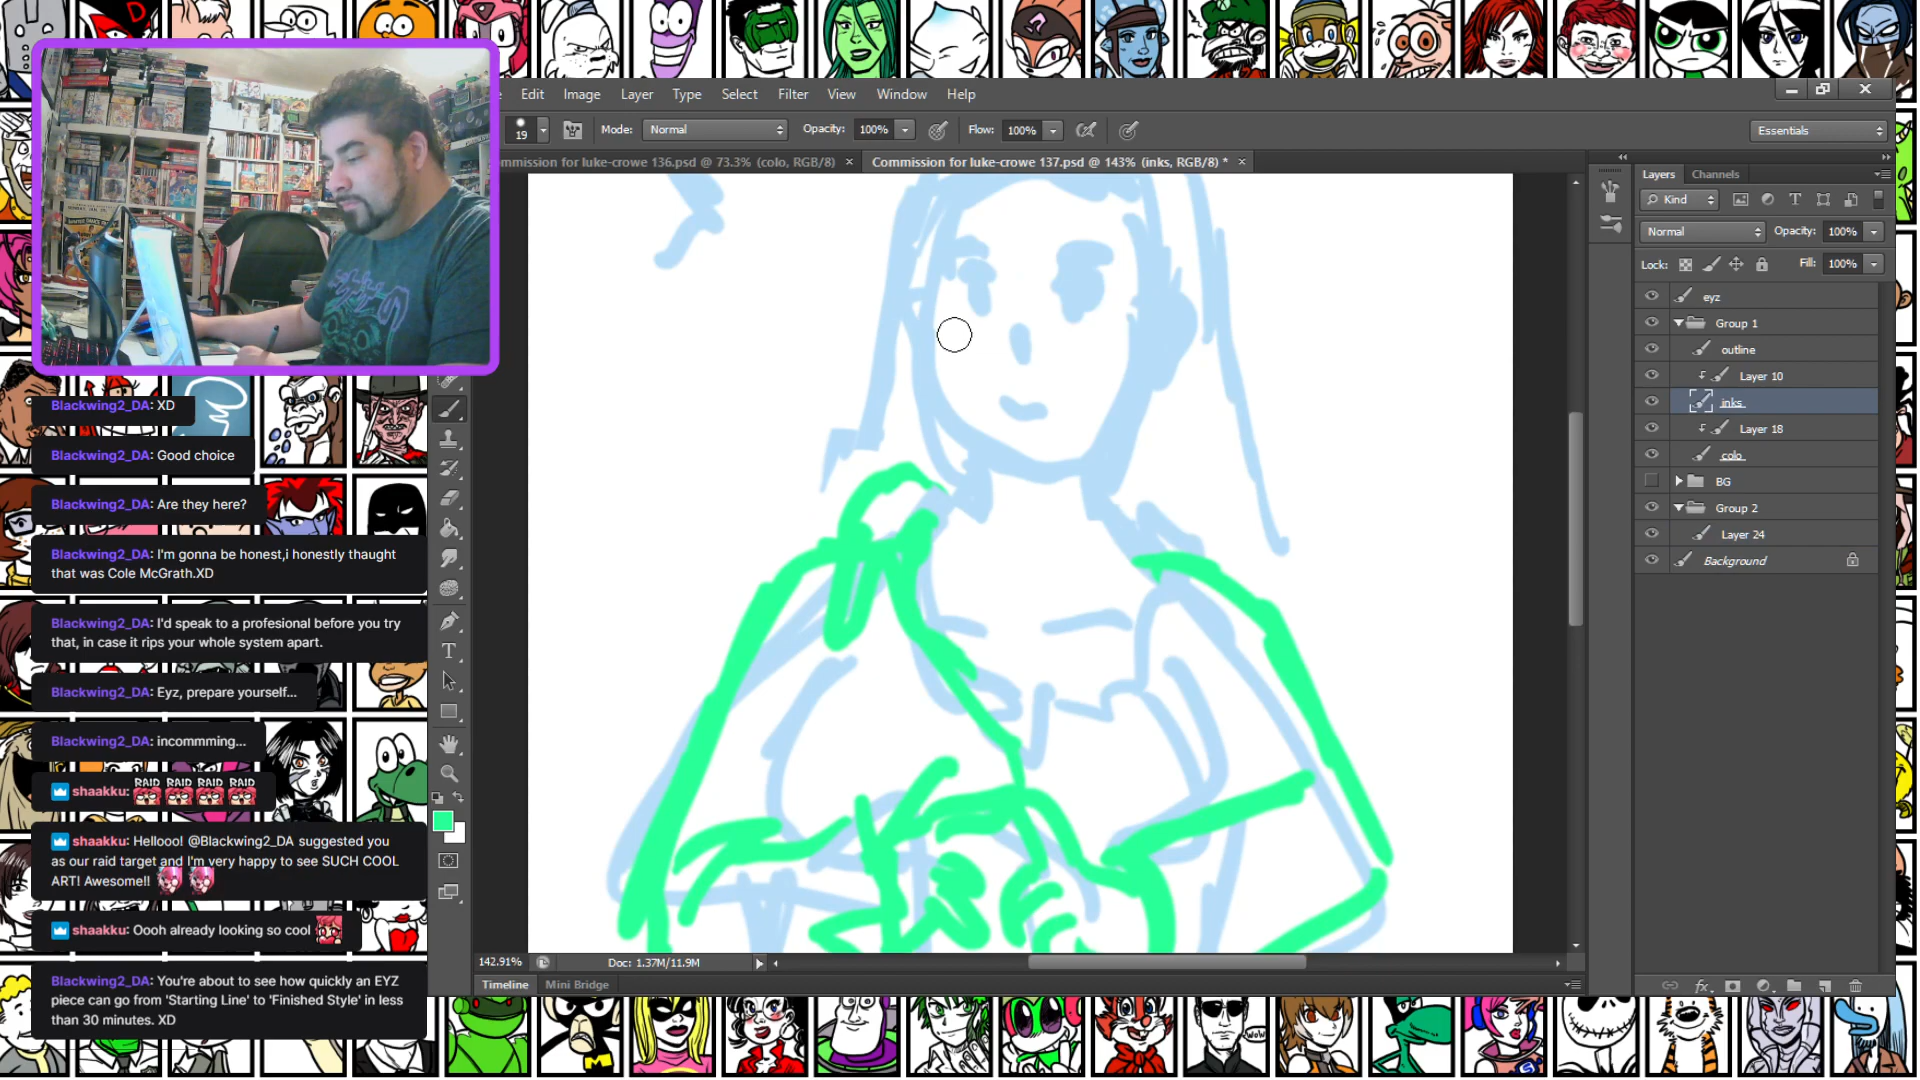 Edit Image Layer Type Select Filter View Window Help
19 Mode: Normal Opacity: 100% Flow: 100% Essentials
ommission for luke-crowe 136.psd @ 73.3% (colo, RGB/8) × Commission for luke-crowe 137.psd @ 143% (inks, RGB/8) * ×
Layers Channels
Kind
Normal Opacity: 100%
Lock: Fill: 100%
eyz
Group 1
outline
Layer 10
inks
Layer 18
colo
BG
Group 2
Layer 24
Background
Blackwing2_DA: XD
Blackwing2_DA: Good choice
Blackwing2_DA: Are they here?
Blackwing2_DA: I'm gonna be honest,i honestly thaught
that was Cole McGrath.XD
Blackwing2_DA: I'd speak to a profesional before you try
that, in case it rips your whole system apart.
Blackwing2_DA: Eyz, prepare yourself...
Blackwing2_DA: incommming...
shaakku: RAID RAID RAID RAID
shaakku: Hellooo! @Blackwing2_DA suggested you
as our raid target and I'm very happy to see SUCH COOL
ART! Awesome!!
shaakku: Oooh already looking so cool
Blackwing2_DA: You're about to see how quickly an EYZ
piece can go from 'Starting Line' to 'Finished Style' in less
than 30 minutes. XD
142.91% Doc: 1.37M/11.9M
Timeline Mini Bridge
WOW